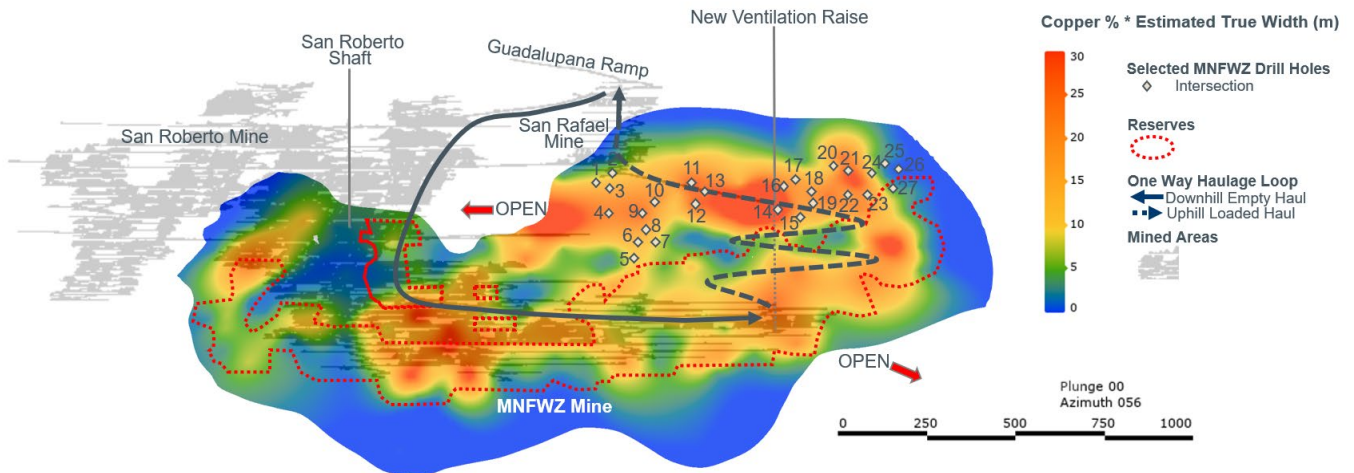 New Ventilation Raise
San Roberto
Shaft
Guadalupana Ramp
San Roberto Mine
San Rafael
Mine
OPEN
1
3
4
5
6
7
8
9
10
11
12
13
14
15
16
17
18
19
20
21
22
23
24
25
26
27
OPEN
MNFWZ Mine
Copper % * Estimated True Width (m)
30
25
20
15
10
5
0
Selected MNFWZ Drill Holes
Intersection
Reserves
One Way Haulage Loop
Downhill Empty Haul
Uphill Loaded Haul
Mined Areas
Plunge 00
Azimuth 056
0 250 500 750 1000